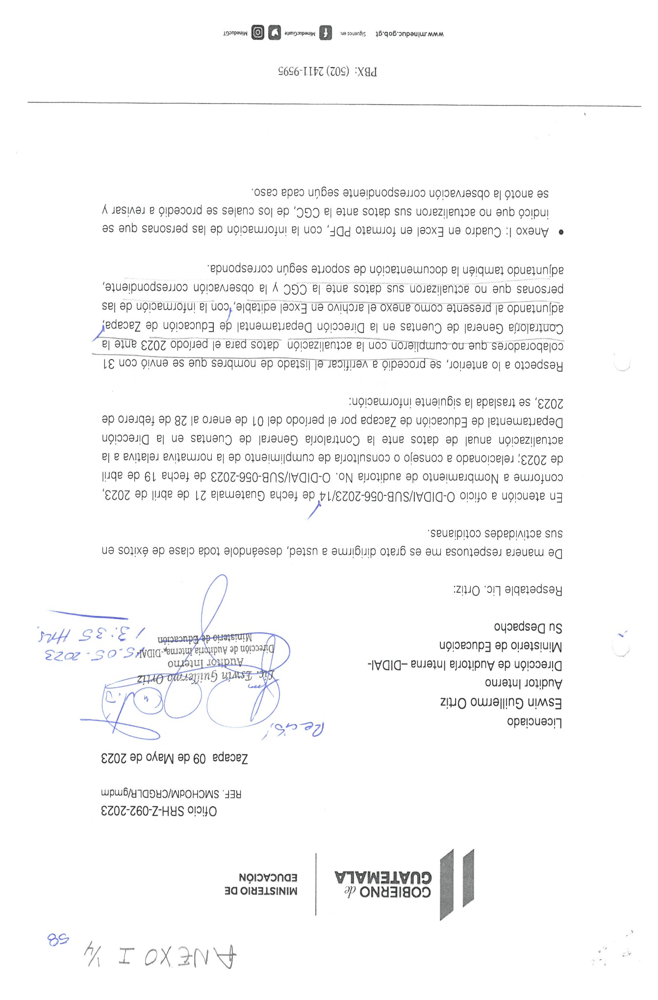 ANEXO I 1/4
58
GOBIERNO de
GUATEMALA
MINISTERIO DE
EDUCACIÓN
Oficio SRH-Z-092-2023
REF. SMCHOdM/CRGDLR/gmdm
Zacapa 09 de Mayo de 2023
Licenciado
Eswin Guillermo Ortiz
Auditor Interno
Dirección de Auditoría Interna –DIDAI-
Ministerio de Educación
Su Despacho
Recibí
Lic. Eswin Guillermo Ortiz
Auditor Interno
Dirección de Auditoría Interna -DIDAI-
Ministerio de Educación
05-2023
13:35 Hrs.
Respetable Lic. Ortiz:
De manera respetuosa me es grato dirigirme a usted, deseándole toda clase de éxitos en
sus actividades cotidianas.
En atención a oficio O-DIDAI/SUB-056-2023/14 de fecha Guatemala 21 de abril de 2023,
conforme a Nombramiento de auditoría No. O-DIDAI/SUB-056-2023 de fecha 19 de abril
de 2023; relacionado a consejo o consultoría de cumplimiento de la normativa relativa a la
actualización anual de datos ante la Contraloría General de Cuentas en la Dirección
Departamental de Educación de Zacapa por el período del 01 de enero al 28 de febrero de
2023, se traslada la siguiente información:
Respecto a lo anterior, se procedió a verificar el listado de nombres que se envió con 31
colaboradores que no cumplieron con la actualización datos para el período 2023 ante la
Contraloría General de Cuentas en la Dirección Departamental de Educación de Zacapa,
adjuntando al presente como anexo el archivo en Excel editable, con la información de las
personas que no actualizaron sus datos ante la CGC y la observación correspondiente,
adjuntando también la documentación de soporte según corresponda.
• Anexo I: Cuadro en Excel en formato PDF, con la información de las personas que se
indicó que no actualizaron sus datos ante la CGC, de los cuales se procedió a revisar y
se anotó la observación correspondiente según cada caso.
PBX: (502) 2411-9595
www.mineduc.gob.gt Síguenos en: MineducGuate MineducGT